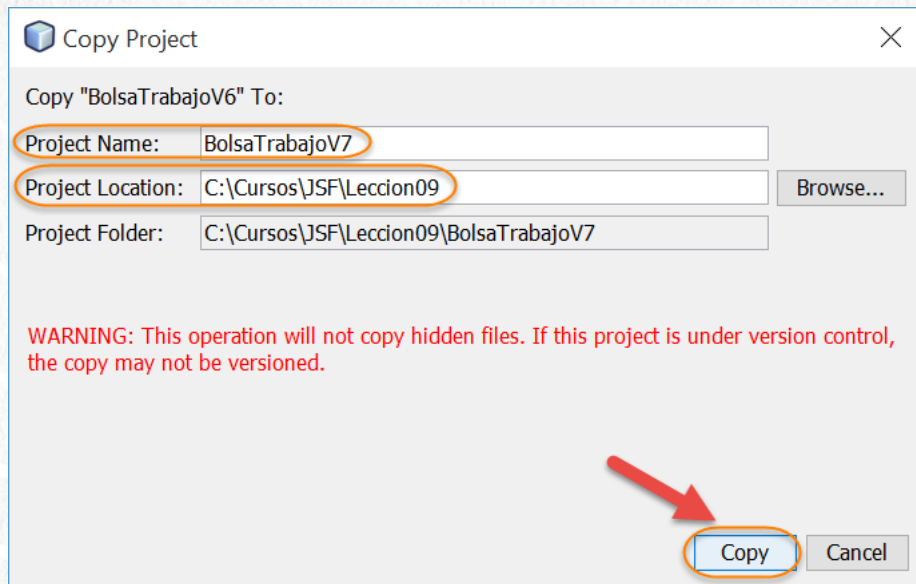 Copy Project
Copy "BolsaTrabajoV6" To:
Project Name: BolsaTrabajoV7
Project Location: C:\Cursos\JSF\Leccion09 Browse...
Project Folder: C:\Cursos\JSF\Leccion09\BolsaTrabajoV7
WARNING: This operation will not copy hidden files. If this project is under version control,
the copy may not be versioned.
Copy Cancel